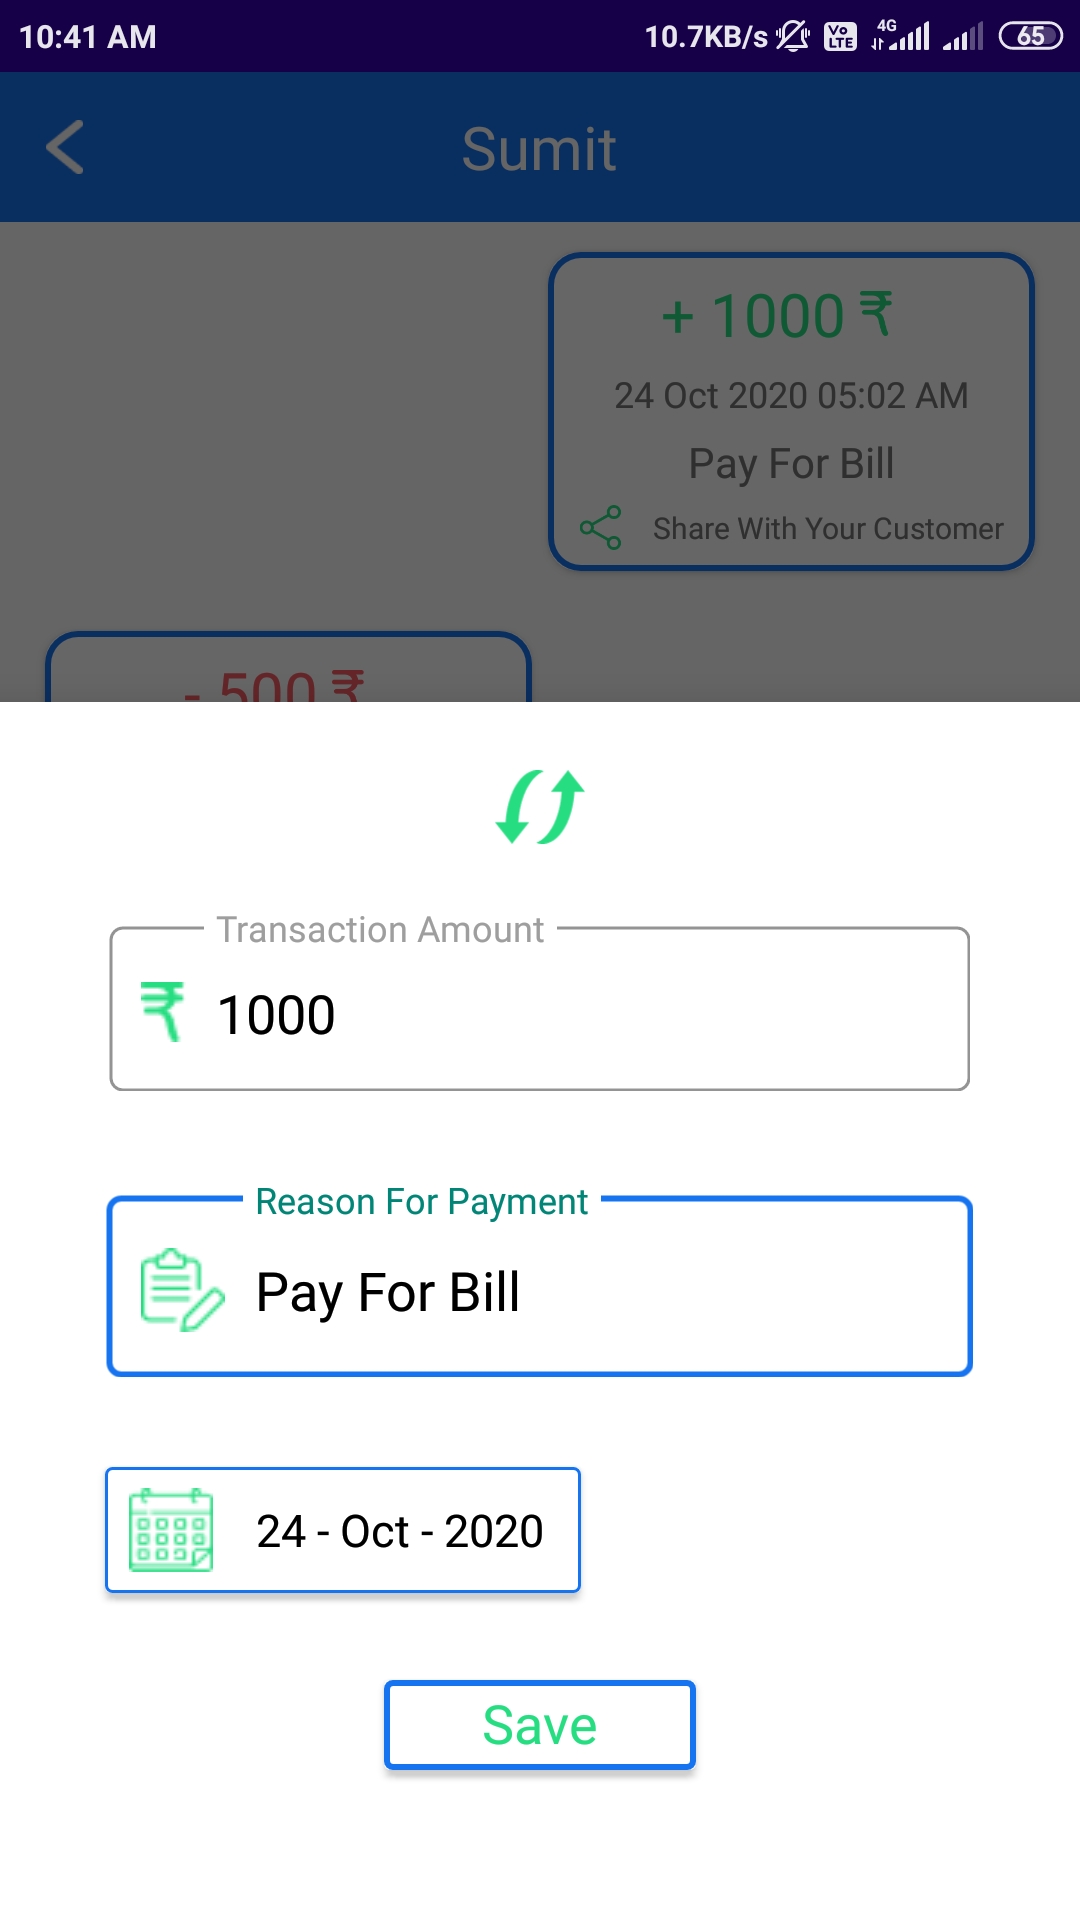 10:41 AM 10.7KB/s Vo LTE 4G 65
Sumit
+ 1000 ₹
24 Oct 2020 05:02 AM
Pay For Bill
Share With Your Customer
- 500 ₹
Transaction Amount
₹ 1000
Reason For Payment
Pay For Bill
24 - Oct - 2020
Save